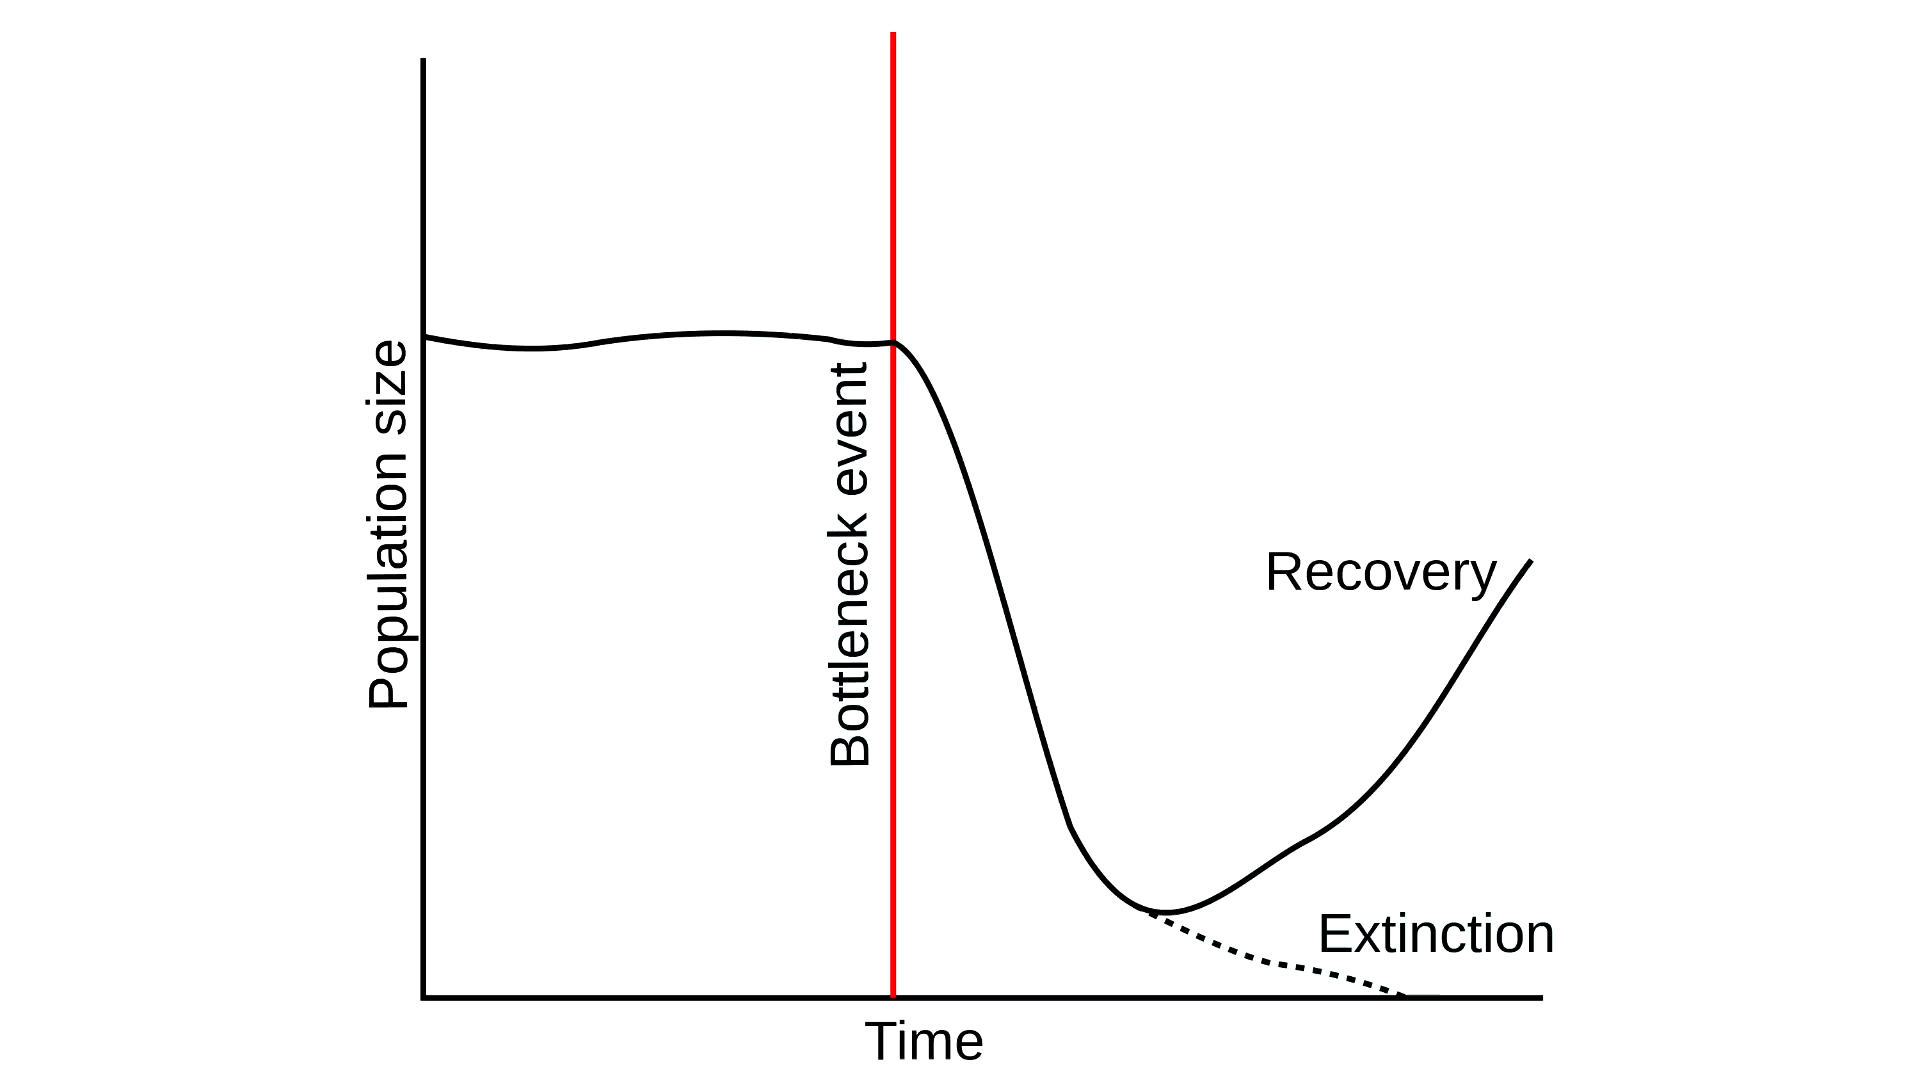 Population size
Bottleneck event
Recovery
Extinction
Time